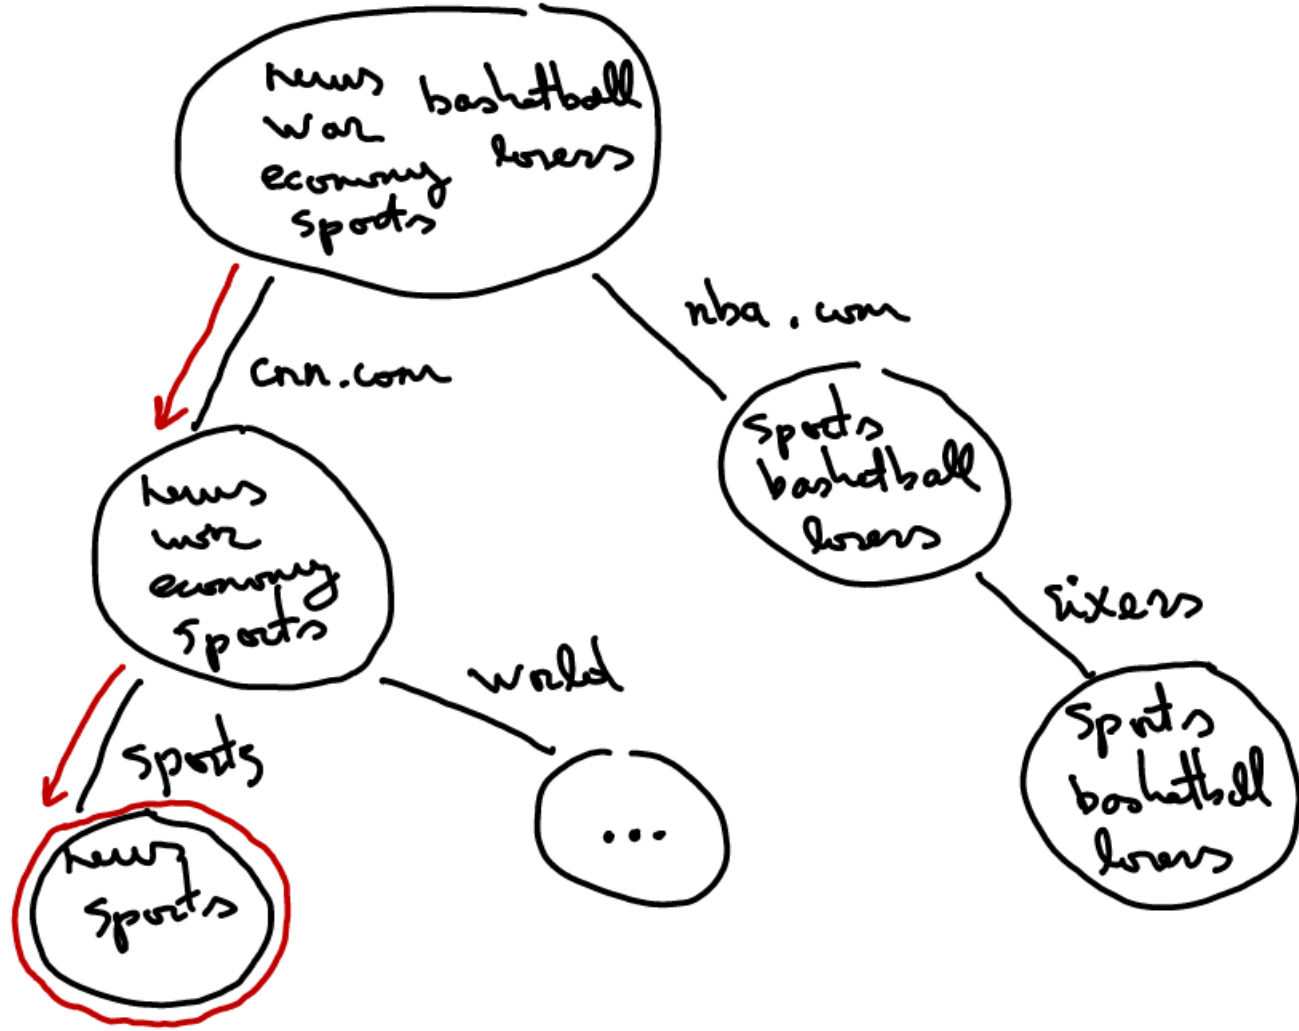 news
war
economy
sports
basketball
losers
cnn.com
nba.com
news
war
economy
sports
sports
basketball
losers
sports
world
sixers
news
sports
...
sports
basketball
losers